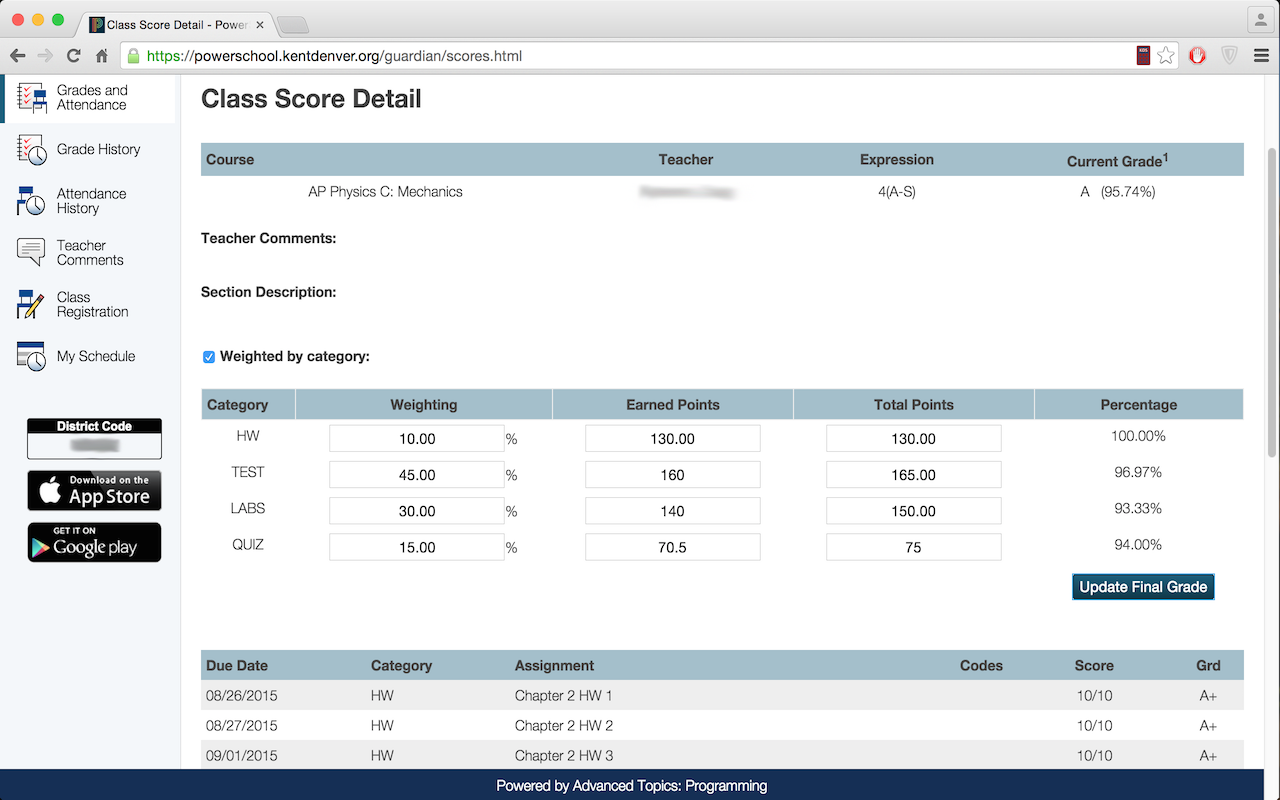 Class Score Detail - Power
https://powerschool.kentdenver.org/guardian/scores.html
KDS
Grades and
Attendance
Grade History
Attendance
History
Teacher
Comments
Class
Registration
My Schedule
District Code
Download on the
App Store
GET IT ON
Google play
Class Score Detail
Course Teacher Expression Current Grade1
AP Physics C: Mechanics 4(A-S) A (95.74%)
Teacher Comments:
Section Description:
Weighted by category:
Category Weighting Earned Points Total Points Percentage
HW 10.00 % 130.00 130.00 100.00%
TEST 45.00 % 160 165.00 96.97%
LABS 30.00 % 140 150.00 93.33%
QUIZ 15.00 % 70.5 75 94.00%
Update Final Grade
Due Date Category Assignment Codes Score Grd
08/26/2015 HW Chapter 2 HW 1 10/10 A+
08/27/2015 HW Chapter 2 HW 2 10/10 A+
09/01/2015 HW Chapter 2 HW 3 10/10 A+
Powered by Advanced Topics: Programming